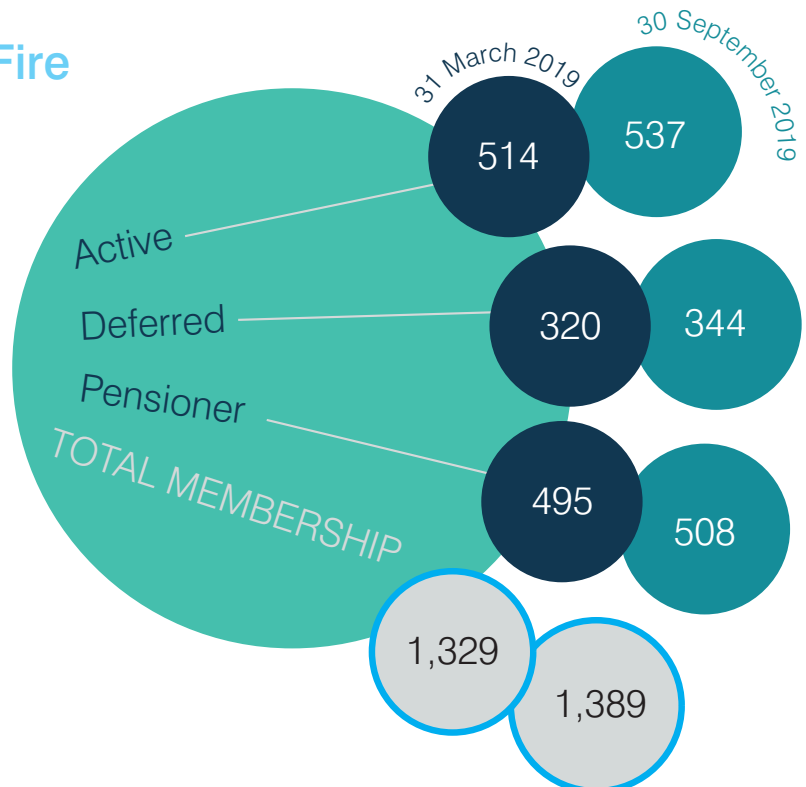 Fire
31 March 2019
30 September 2019
Active
514
537
Deferred
320
344
Pensioner
495
508
TOTAL MEMBERSHIP
1,329
1,389